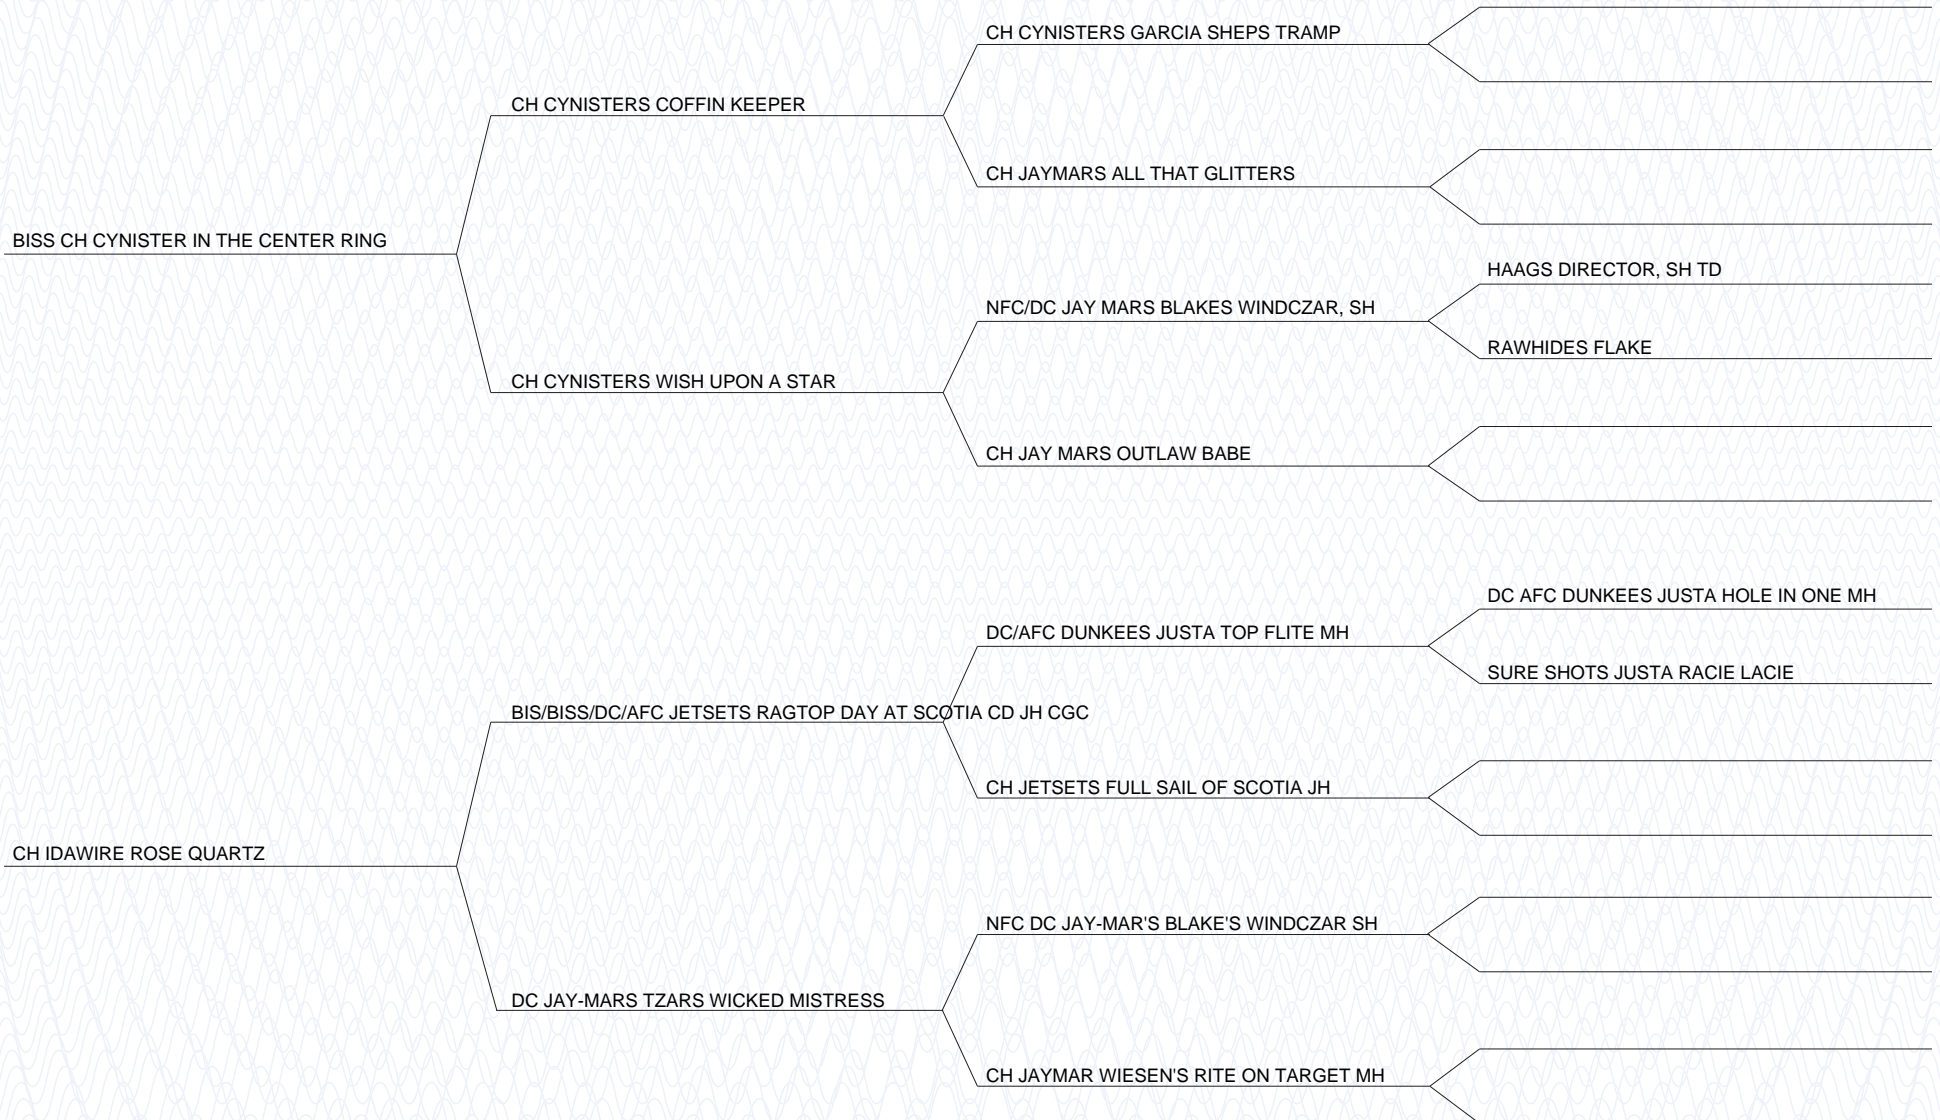 CH CYNISTERS GARCIA SHEPS TRAMP
CH CYNISTERS COFFIN KEEPER
CH JAYMARS ALL THAT GLITTERS
BISS CH CYNISTER IN THE CENTER RING
HAAGS DIRECTOR, SH TD
NFC/DC JAY MARS BLAKES WINDCZAR, SH
RAWHIDES FLAKE
CH CYNISTERS WISH UPON A STAR
CH JAY MARS OUTLAW BABE
DC AFC DUNKEES JUSTA HOLE IN ONE MH
DC/AFC DUNKEES JUSTA TOP FLITE MH
SURE SHOTS JUSTA RACIE LACIE
BIS/BISS/DC/AFC JETSETS RAGTOP DAY AT SCOTIA CD JH CGC
CH JETSETS FULL SAIL OF SCOTIA JH
CH IDAWIRE ROSE QUARTZ
NFC DC JAY-MAR'S BLAKE'S WINDCZAR SH
DC JAY-MARS TZARS WICKED MISTRESS
CH JAYMAR WIESEN'S RITE ON TARGET MH